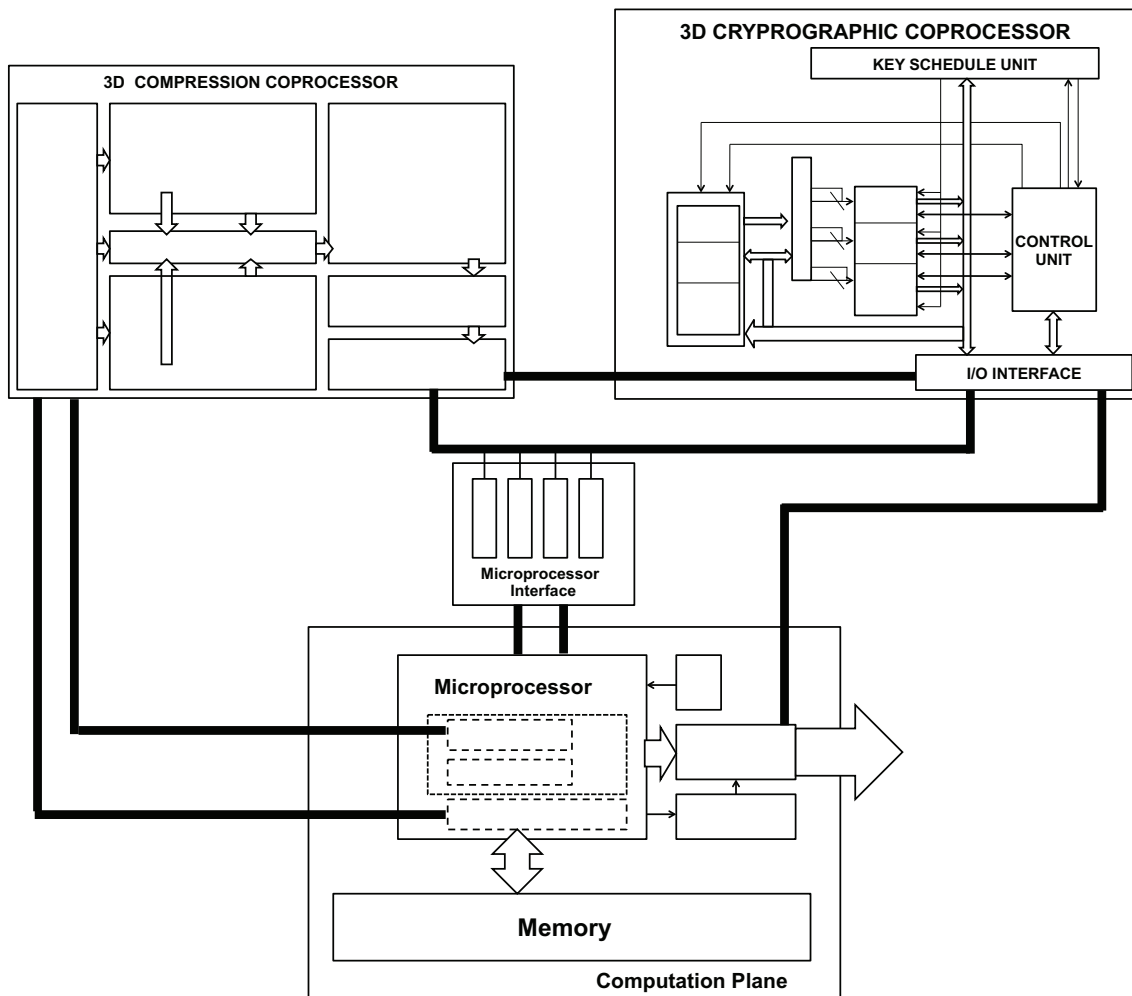 3D CRYPROGRAPHIC COPROCESSOR
KEY SCHEDULE UNIT
3D COMPRESSION COPROCESSOR
CONTROL
UNIT
I/O INTERFACE
Microprocessor
Interface
Microprocessor
Memory
Computation Plane